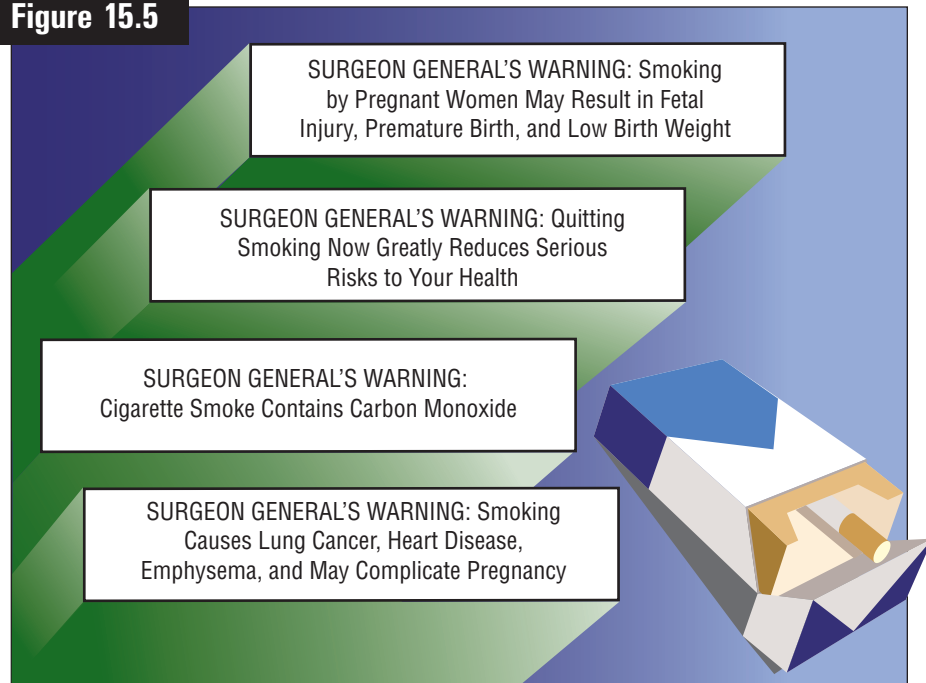 Figure 15.5
SURGEON GENERAL'S WARNING: Smoking
by Pregnant Women May Result in Fetal
Injury, Premature Birth, and Low Birth Weight
SURGEON GENERAL'S WARNING: Quitting
Smoking Now Greatly Reduces Serious
Risks to Your Health
SURGEON GENERAL'S WARNING:
Cigarette Smoke Contains Carbon Monoxide
SURGEON GENERAL'S WARNING: Smoking
Causes Lung Cancer, Heart Disease,
Emphysema, and May Complicate Pregnancy